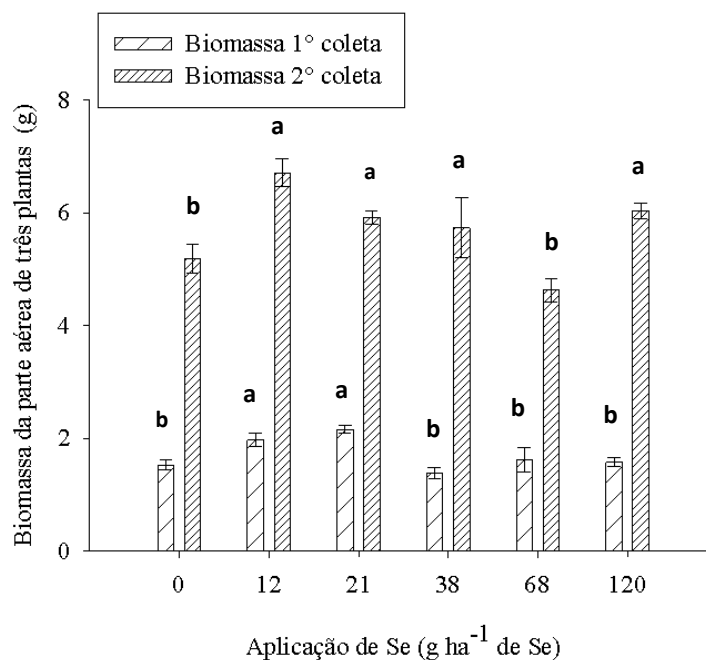 Biomassa 1° coleta
Biomassa 2° coleta
Biomassa da parte aérea de três plantas (g)
8
6
4
2
0
b
b
a
a
a
a
b
a
b
b
b
a
0 12 21 38 68 120
Aplicação de Se (g ha⁻¹ de Se)